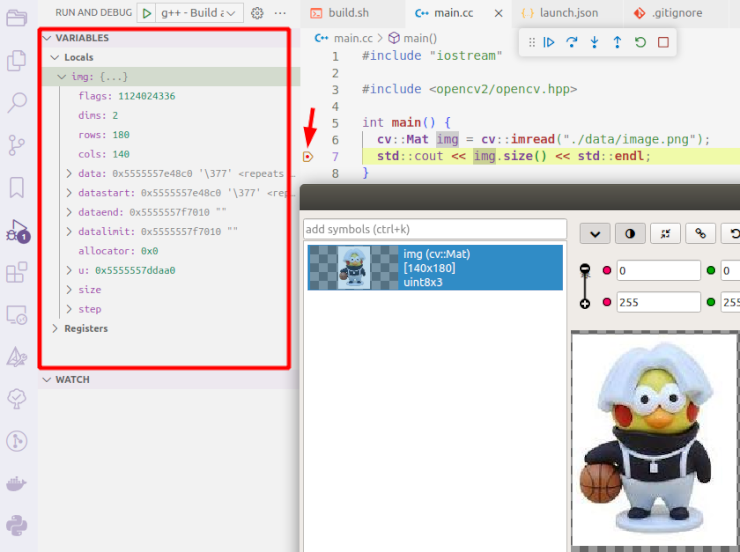 RUN AND DEBUG
g++ - Build a
build.sh
main.cc
launch.json
.gitignore
main.cc > main()
VARIABLES
Locals
img: {...}
flags: 1124024336
dims: 2
rows: 180
cols: 140
data: 0x5555557e48c0 '\377' <repeats ...
datastart: 0x5555557e48c0 '\377' <rep...
dataend: 0x5555557f7010 ""
datalimit: 0x5555557f7010 ""
allocator: 0x0
u: 0x5555557ddaa0
size
step
Registers
WATCH
1
1 #include "iostream"
2
3 #include <opencv2/opencv.hpp>
4
5 int main() {
6 cv::Mat img = cv::imread("./data/image.png");
7 std::cout << img.size() << std::endl;
8 }
add symbols (ctrl+k)
img (cv::Mat)
[140x180]
uint8x3
0
0
255
255